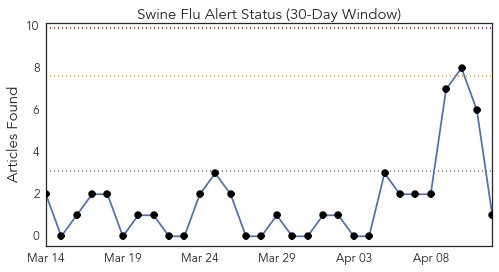 Swine Flu Alert Status (30-Day Window)
Articles Found
10
8
6
4
2
0
Mar 14
Mar 19
Mar 24
Mar 29
Apr 03
Apr 08